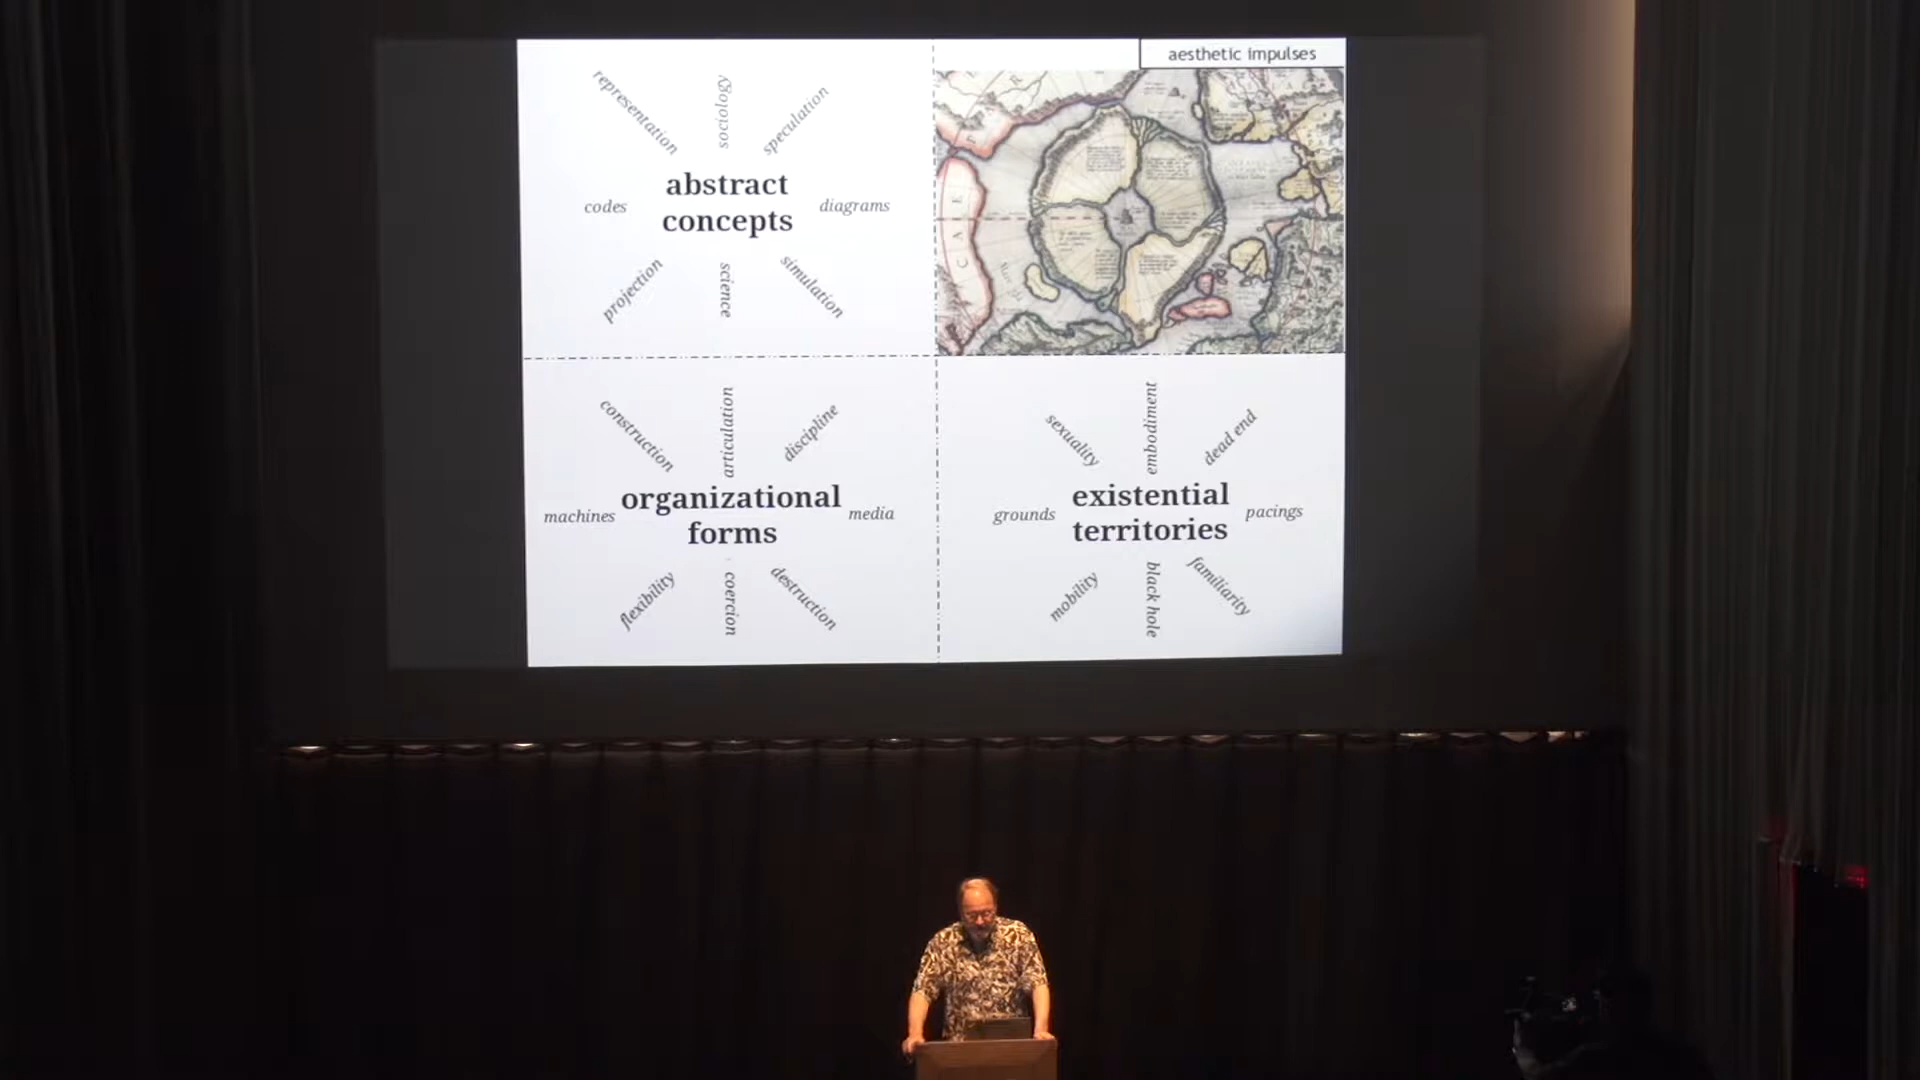 representation
sociology
speculation
codes
abstract
concepts
diagrams
projection
science
simulation
aesthetic impulses
construction
articulation
discipline
machines
organizational
forms
media
flexibility
coercion
destruction
sexuality
embodiment
dead end
grounds
existential
territories
pacings
mobility
black hole
familiarity